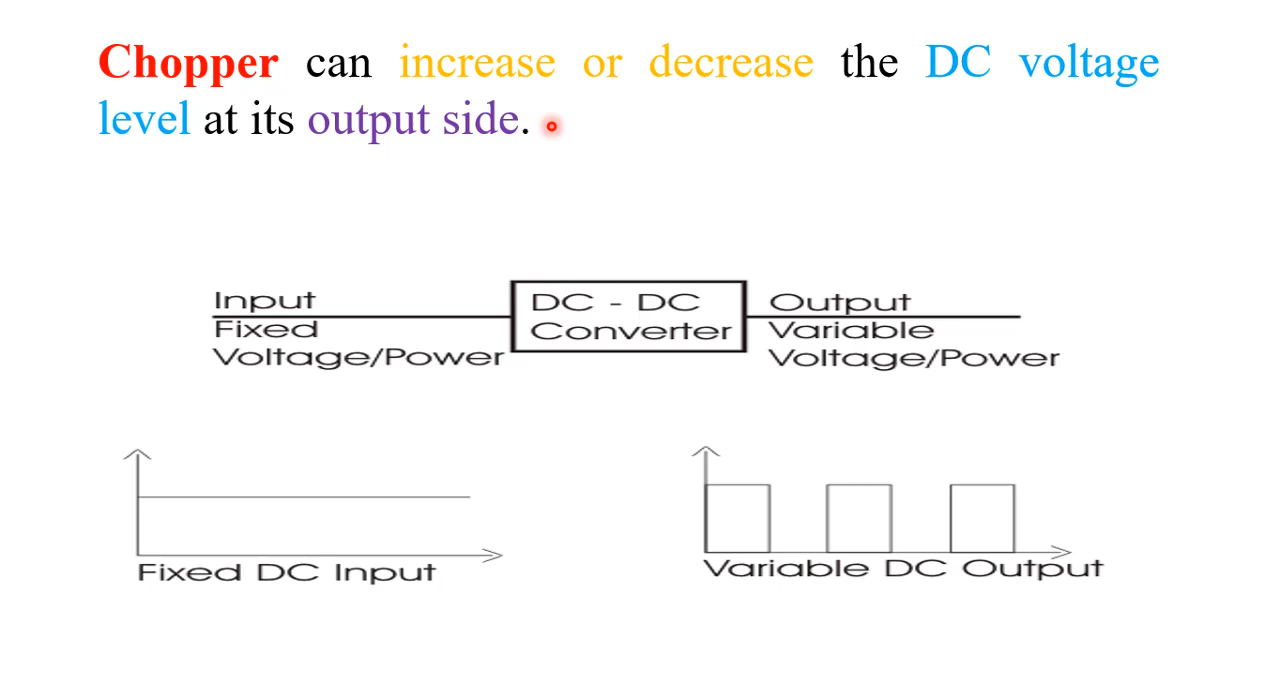 Chopper can increase or decrease the DC voltage
level at its output side.
Input
Fixed
Voltage/Power
DC - DC
Converter
Output
Variable
Voltage/Power
Fixed DC Input
Variable DC Output